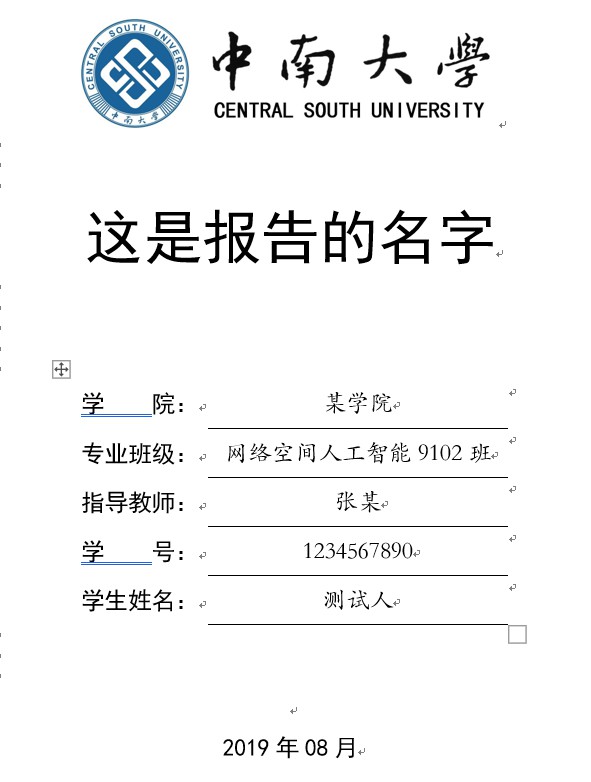 CENTRAL SOUTH UNIVERSITY
中南大学
中南大學
CENTRAL SOUTH UNIVERSITY
这是报告的名字
学 院： 某学院
专业班级： 网络空间人工智能 9102 班
指导教师： 张某
学 号： 1234567890
学生姓名： 测试人
2019 年 08 月